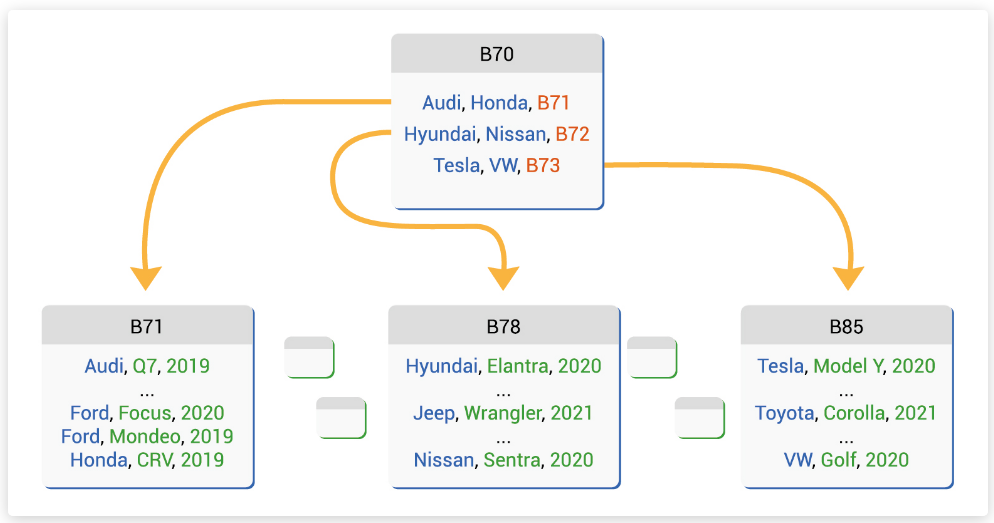 B70
Audi, Honda, B71
Hyundai, Nissan, B72
Tesla, VW, B73
B71
Audi, Q7, 2019
...
Ford, Focus, 2020
Ford, Mondeo, 2019
Honda, CRV, 2019
B78
Hyundai, Elantra, 2020
...
Jeep, Wrangler, 2021
...
Nissan, Sentra, 2020
B85
Tesla, Model Y, 2020
...
Toyota, Corolla, 2021
...
VW, Golf, 2020